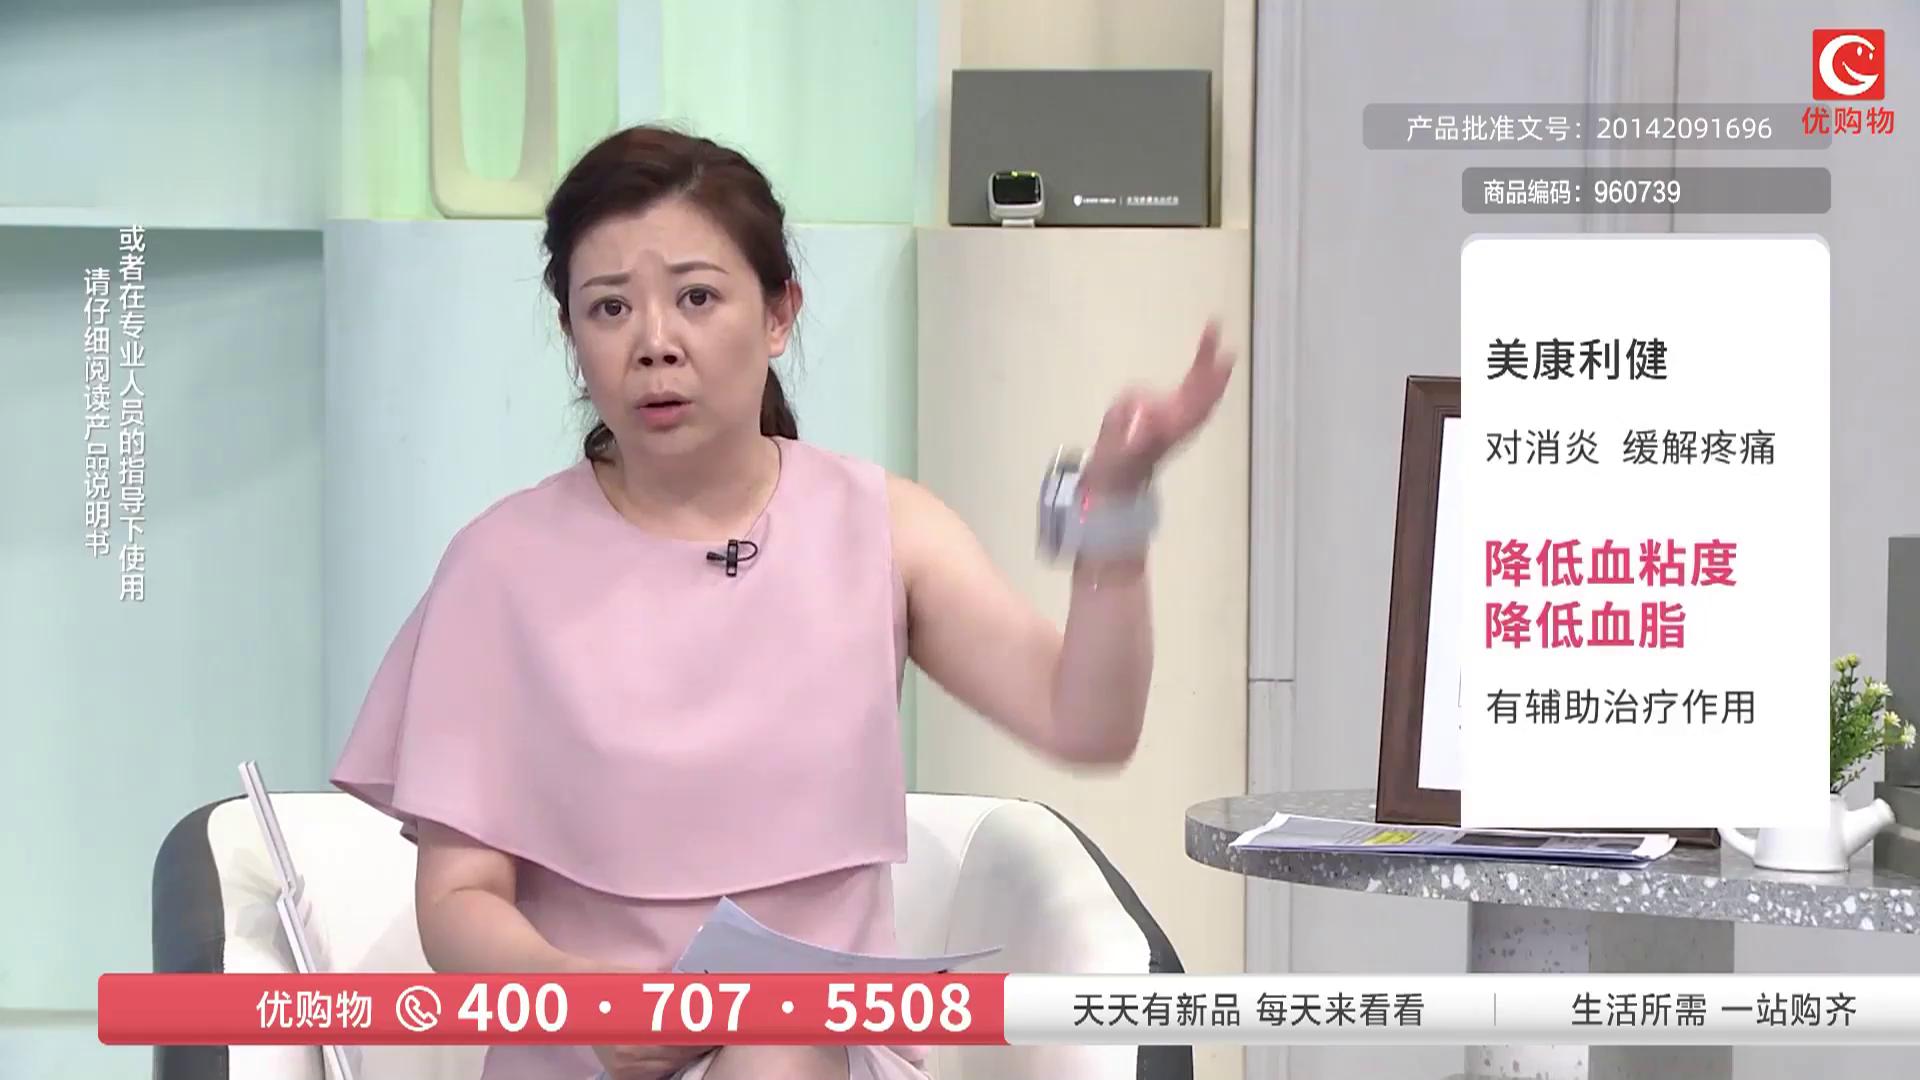 优购物
产品批准文号：20142091696
商品编码：960739
美康利健
对消炎 缓解疼痛
降低血粘度
降低血脂
有辅助治疗作用
请仔细阅读产品说明书
或者在专业人员的指导下使用
优购物 400·707·5508
天天有新品 每天来看看
生活所需 一站购齐